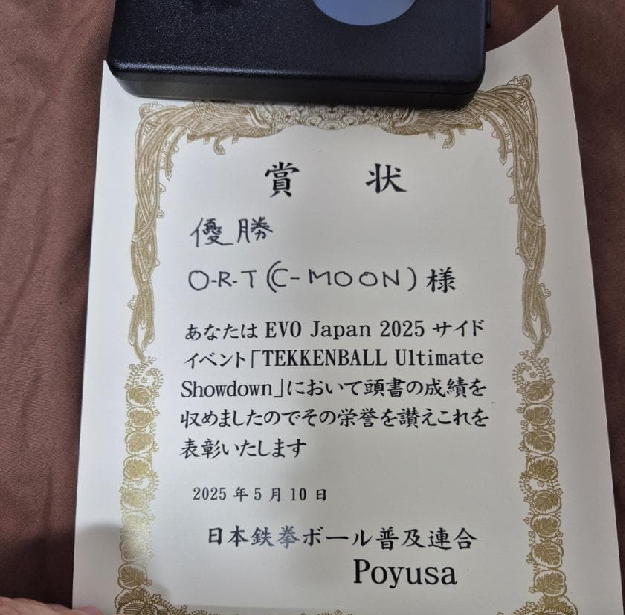 賞 状
優勝
O-R-T(C-MOON)様
あなたは EVO Japan 2025 サイド
イベント「TEKKENBALL Ultimate
Showdown」において頭書の成績を
収めましたのでその栄誉を讃えこれを
表彰いたします
2025 年 5 月 10 日
日本鉄拳ボール普及連合
Poyusa